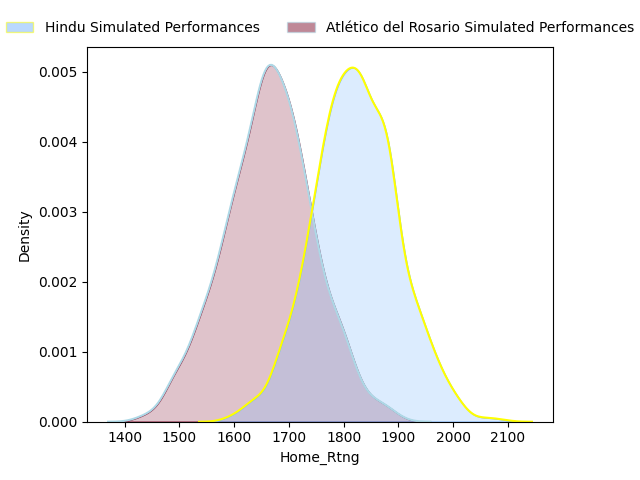 Hindu Simulated Performances Atlético del Rosario Simulated Performances
0.005
0.004
0.003
0.002
0.001
0.000
Density
1400 1500 1600 1700 1800 1900 2000 2100
Home_Rtng